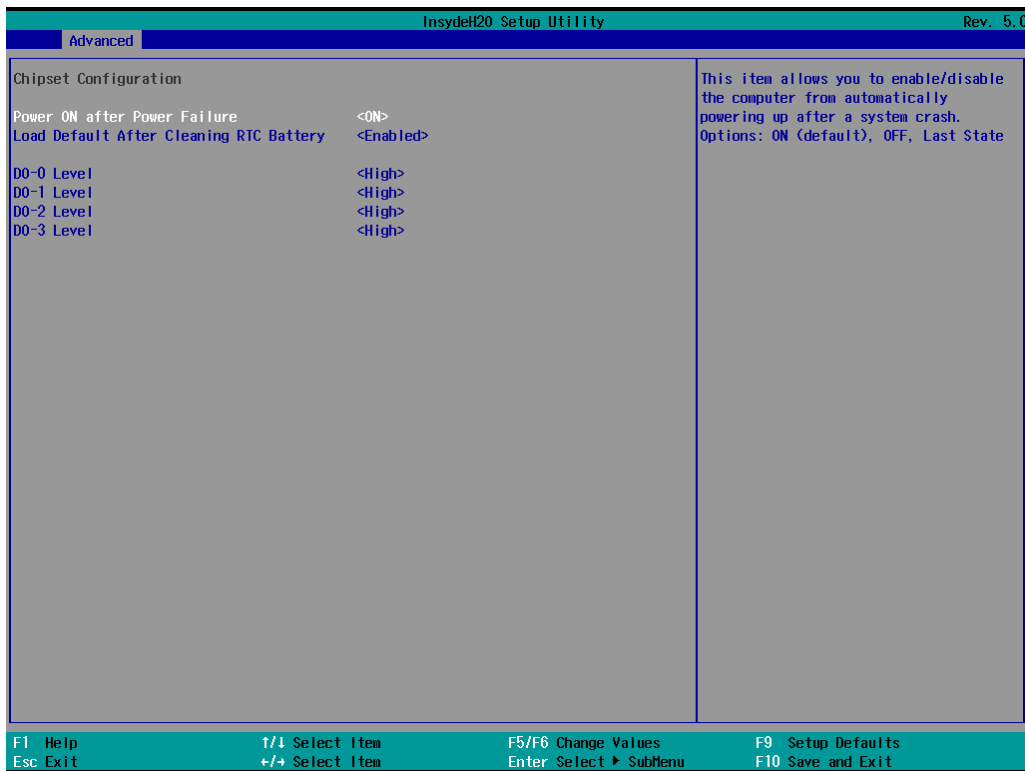 InsydeH20 Setup Utility Rev. 5.0
Advanced
Chipset Configuration
Power ON after Power Failure <ON>
Load Default After Cleaning RTC Battery <Enabled>
DO-0 Level <High>
DO-1 Level <High>
DO-2 Level <High>
DO-3 Level <High>
This item allows you to enable/disable
the computer from automatically
powering up after a system crash.
Options: ON (default), OFF, Last State
F1 Help ↑/↓ Select Item F5/F6 Change Values F9 Setup Defaults
Esc Exit ←/→ Select Item Enter Select ▶ SubMenu F10 Save and Exit